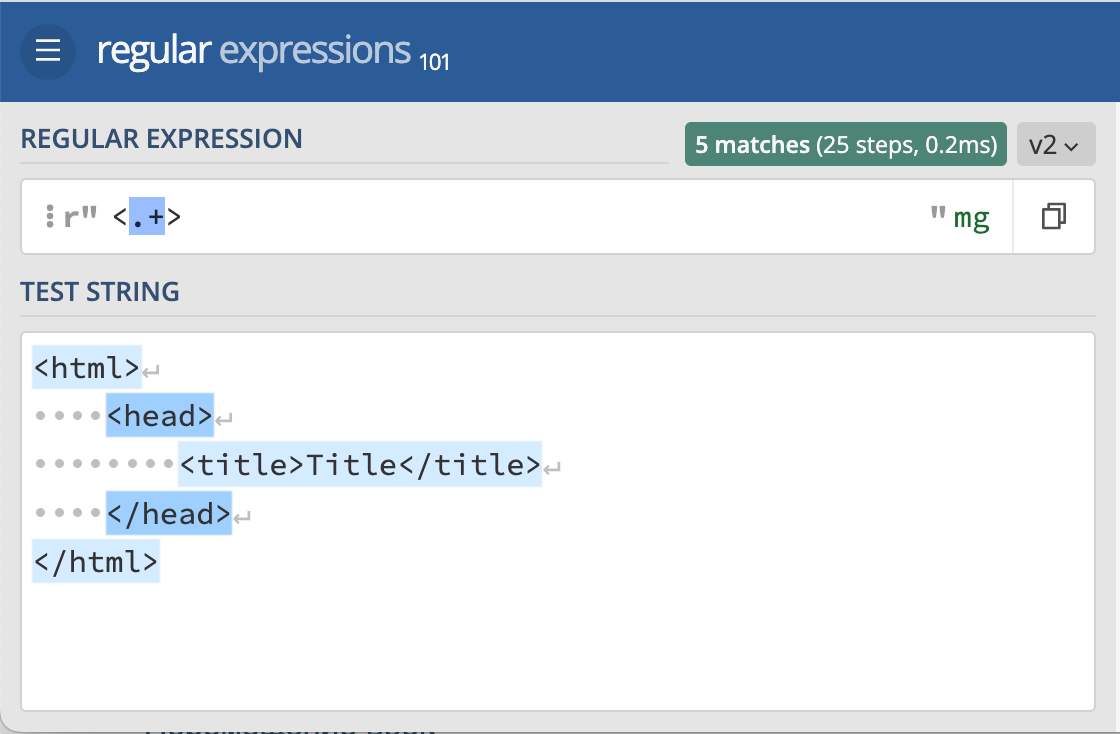 regular expressions 101
REGULAR EXPRESSION
5 matches (25 steps, 0.2ms)
v2
r" <.+> " mg
TEST STRING
<html>↵
····<head>↵
········<title>Title</title>↵
····</head>↵
</html>